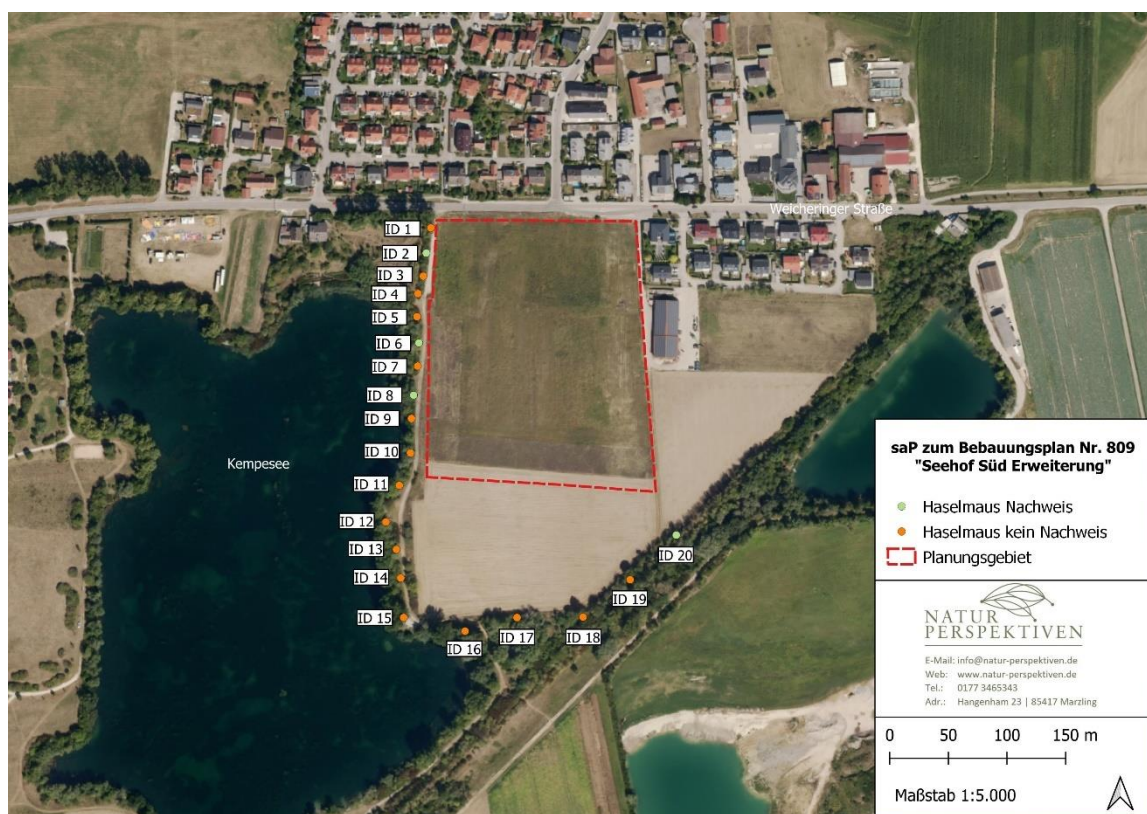 Weicheringer Straße
ID 1
ID 2
ID 3
ID 4
ID 5
ID 6
ID 7
ID 8
ID 9
ID 10
Kempesee
ID 11
ID 12
ID 13
ID 14
ID 15
ID 16
ID 17
ID 18
ID 19
ID 20
saP zum Bebauungsplan Nr. 809
"Seehof Süd Erweiterung"
Haselmaus Nachweis
Haselmaus kein Nachweis
Planungsgebiet
NATUR
PERSPEKTIVEN
E-Mail: info@natur-perspektiven.de
Web: www.natur-perspektiven.de
Tel.: 0177 3465343
Adr.: Hangenham 23 | 85417 Marzling
0 50 100 150 m
Maßstab 1:5.000